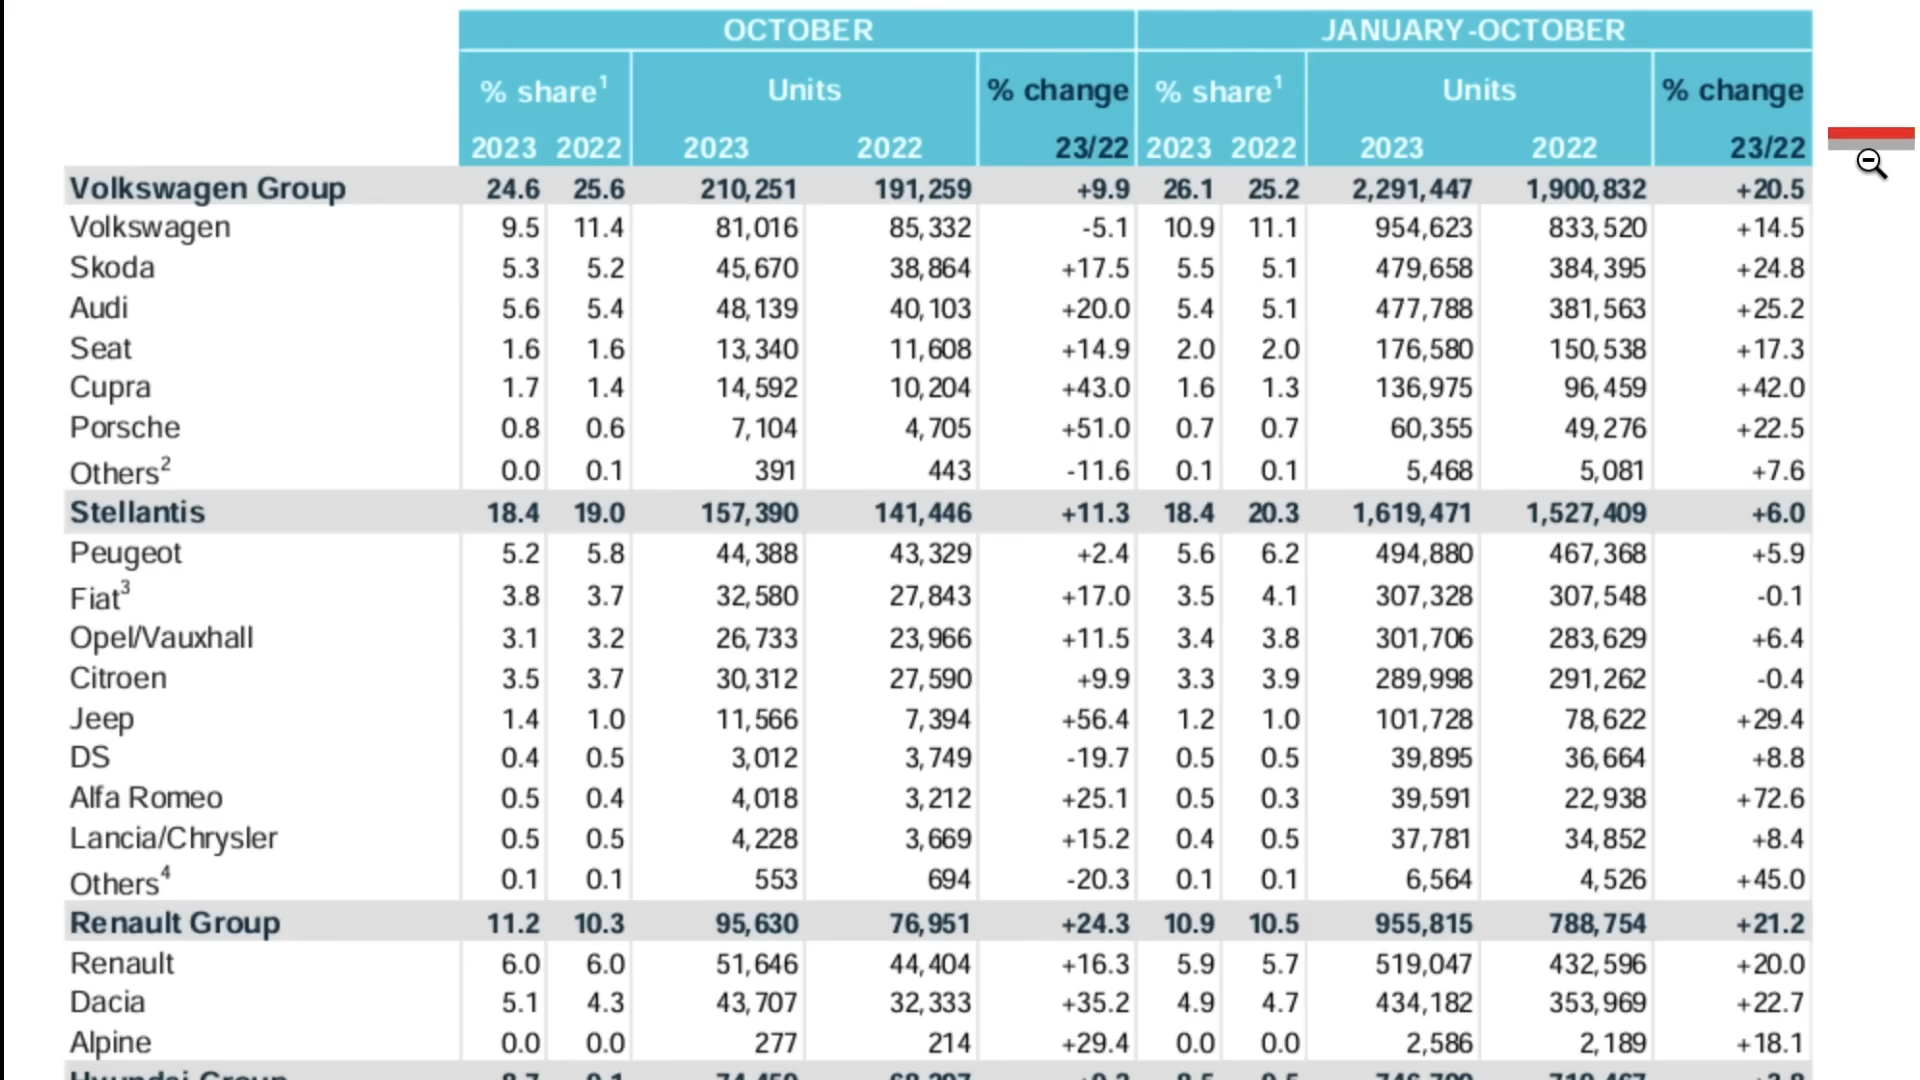 OCTOBER JANUARY-OCTOBER
% share¹ Units % change % share¹ Units % change
2023 2022 2023 2022 23/22 2023 2022 2023 2022 23/22
Volkswagen Group 24.6 25.6 210,251 191,259 +9.9 26.1 25.2 2,291,447 1,900,832 +20.5
Volkswagen 9.5 11.4 81,016 85,332 -5.1 10.9 11.1 954,623 833,520 +14.5
Skoda 5.3 5.2 45,670 38,864 +17.5 5.5 5.1 479,658 384,395 +24.8
Audi 5.6 5.4 48,139 40,103 +20.0 5.4 5.1 477,788 381,563 +25.2
Seat 1.6 1.6 13,340 11,608 +14.9 2.0 2.0 176,580 150,538 +17.3
Cupra 1.7 1.4 14,592 10,204 +43.0 1.6 1.3 136,975 96,459 +42.0
Porsche 0.8 0.6 7,104 4,705 +51.0 0.7 0.7 60,355 49,276 +22.5
Others² 0.0 0.1 391 443 -11.6 0.1 0.1 5,468 5,081 +7.6
Stellantis 18.4 19.0 157,390 141,446 +11.3 18.4 20.3 1,619,471 1,527,409 +6.0
Peugeot 5.2 5.8 44,388 43,329 +2.4 5.6 6.2 494,880 467,368 +5.9
Fiat³ 3.8 3.7 32,580 27,843 +17.0 3.5 4.1 307,328 307,548 -0.1
Opel/Vauxhall 3.1 3.2 26,733 23,966 +11.5 3.4 3.8 301,706 283,629 +6.4
Citroen 3.5 3.7 30,312 27,590 +9.9 3.3 3.9 289,998 291,262 -0.4
Jeep 1.4 1.0 11,566 7,394 +56.4 1.2 1.0 101,728 78,622 +29.4
DS 0.4 0.5 3,012 3,749 -19.7 0.5 0.5 39,895 36,664 +8.8
Alfa Romeo 0.5 0.4 4,018 3,212 +25.1 0.5 0.3 39,591 22,938 +72.6
Lancia/Chrysler 0.5 0.5 4,228 3,669 +15.2 0.4 0.5 37,781 34,852 +8.4
Others⁴ 0.1 0.1 553 694 -20.3 0.1 0.1 6,564 4,526 +45.0
Renault Group 11.2 10.3 95,630 76,951 +24.3 10.9 10.5 955,815 788,754 +21.2
Renault 6.0 6.0 51,646 44,404 +16.3 5.9 5.7 519,047 432,596 +20.0
Dacia 5.1 4.3 43,707 32,333 +35.2 4.9 4.7 434,182 353,969 +22.7
Alpine 0.0 0.0 277 214 +29.4 0.0 0.0 2,586 2,189 +18.1
Hyundai Group